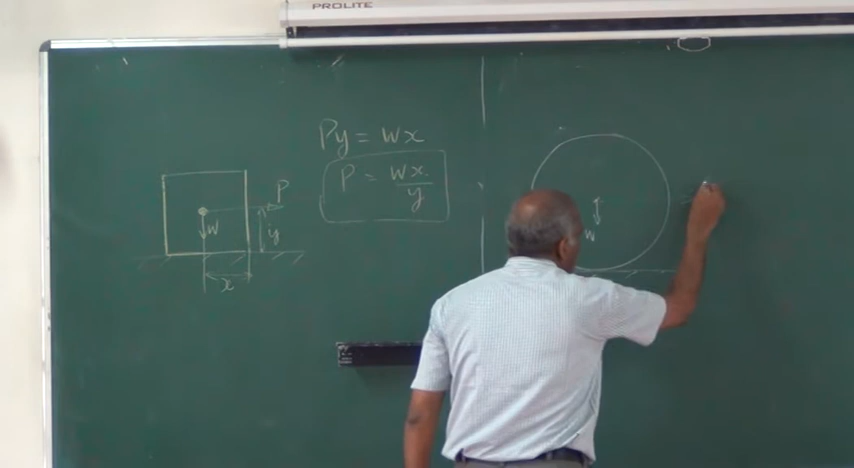 PROLITE
Py = Wx
P = Wx/y
P
W
y
x
W